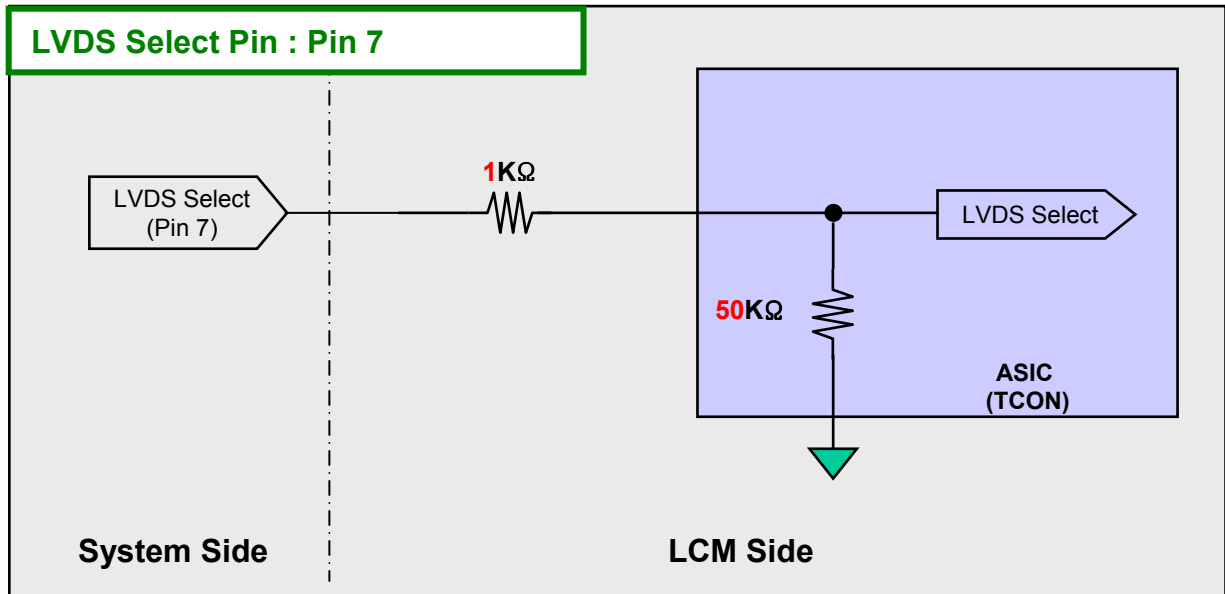 LVDS Select Pin : Pin 7
1KΩ
LVDS Select
(Pin 7)
LVDS Select
50KΩ
ASIC
(TCON)
System Side
LCM Side